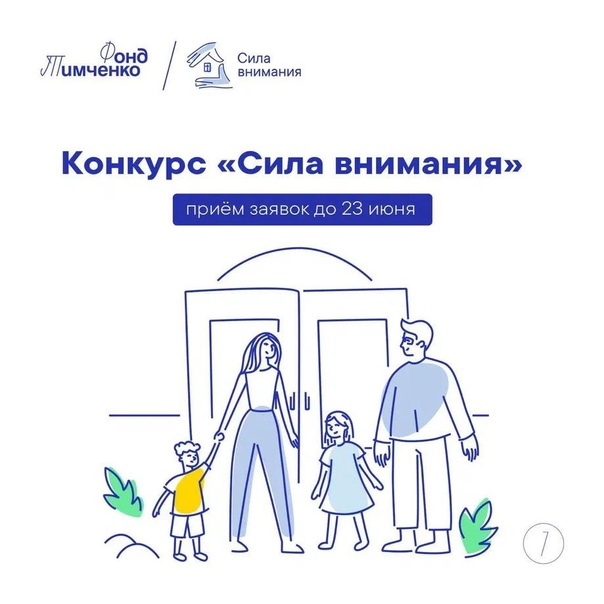 Фонд
Тимченко
Сила
внимания
Конкурс «Сила внимания»
приём заявок до 23 июня